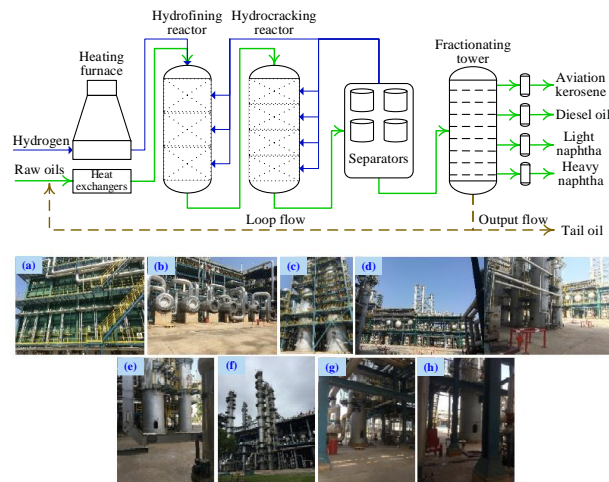 Hydrofining
reactor
Hydrocracking
reactor
Fractionating
tower
Heating
furnace
Aviation
kerosene
Diesel oil
Hydrogen
Separators
Light
naphtha
Raw oils
Heat
exchangers
Heavy
naphtha
Loop flow
Output flow
Tail oil
(a)
(b)
(c)
(d)
(e)
(f)
(g)
(h)